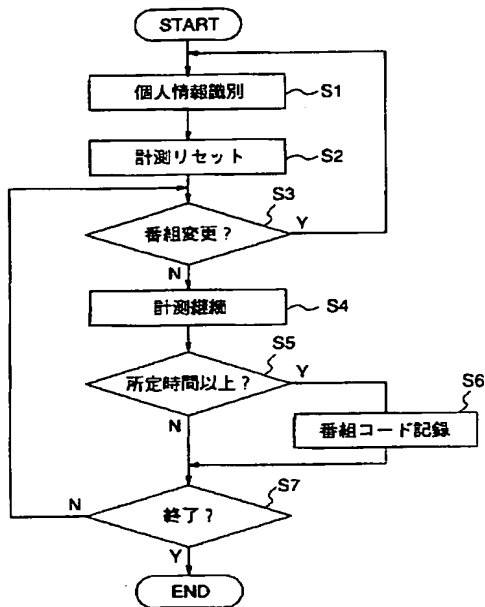 START
個人情報識別
S1
計測リセット
S2
S3
番組変更？
Y
N
計測継続
S4
S5
所定時間以上？
Y
S6
N
番組コード記録
S7
N
終了？
Y
END